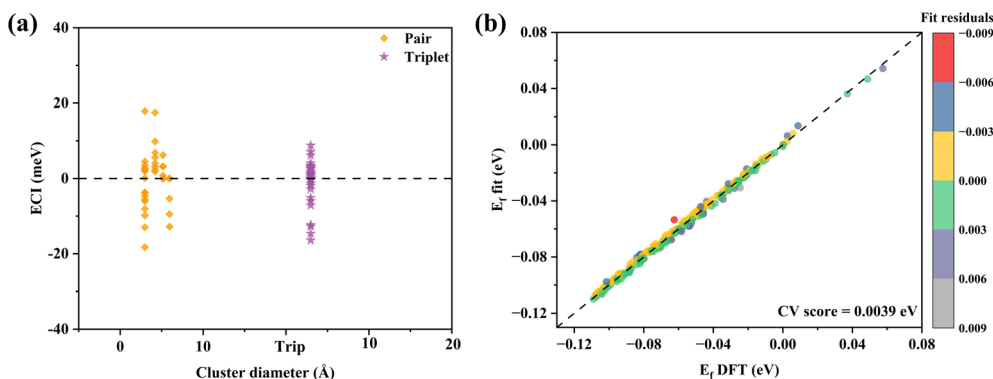 (a)
40
20
0
-20
-40
ECI (meV)
Pair
Triplet
0 10 Trip 10 20
Cluster diameter (Å)
(b)
0.08
0.04
0.00
−0.04
−0.08
−0.12
E_f fit (eV)
CV score = 0.0039 eV
−0.12 −0.08 −0.04 0.00 0.04 0.08
E_f DFT (eV)
Fit residuals
−0.009
−0.006
−0.003
0.000
0.003
0.006
0.009